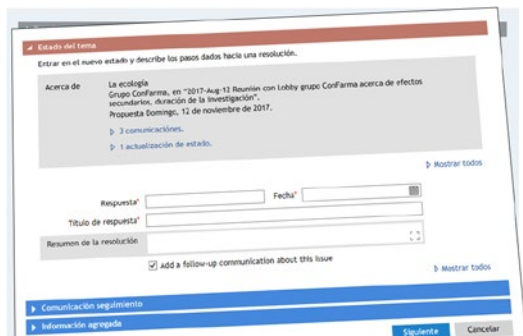 Estado del tema
Entrar en el nuevo estado y describe los pasos dados hacia una resolución.
Acerca de
La ecología
Grupo ConFarma, en "2017-Aug-12 Reunión con Lobby grupo ConFarma acerca de efectos
secundarios, duración de la investigación".
Propuesta Domingo, 12 de noviembre de 2017.
3 comunicaciónes.
1 actualización de estado.
Mostrar todos
Respuesta* Fecha*
Título de respuesta*
Resumen de la resolución
Add a follow-up communication about this issue
Mostrar todos
Comunicación seguimiento
Información agregada
Siguiente Cancelar